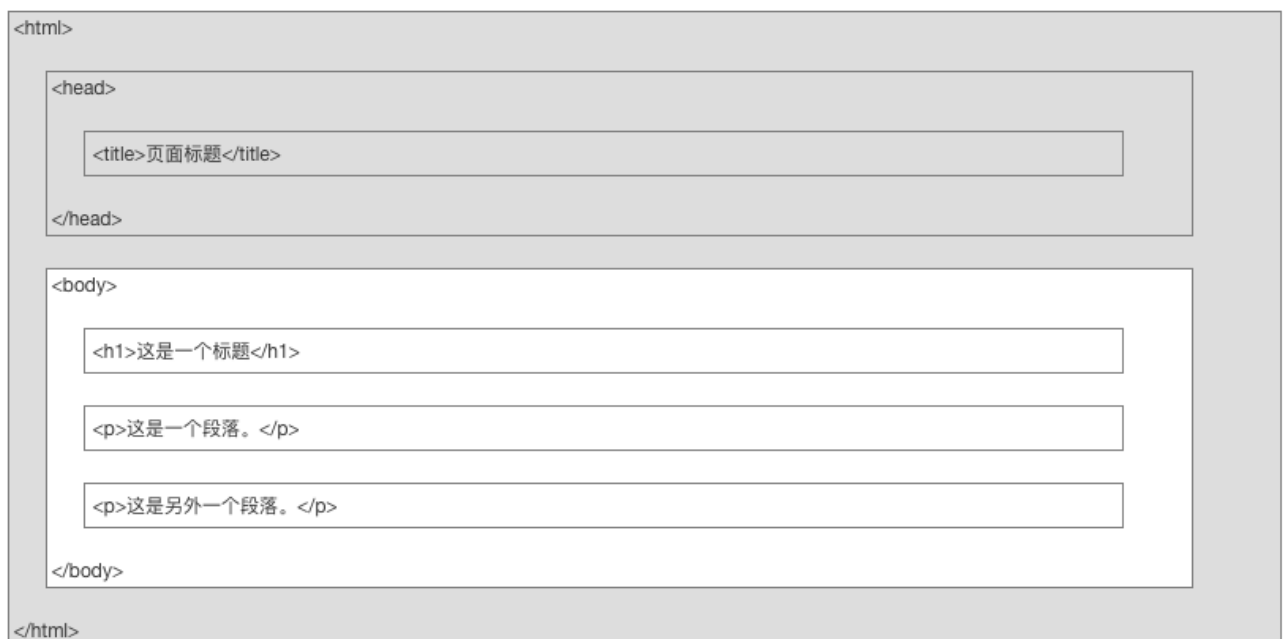 <html>
<head>
<title>页面标题</title>
</head>
<body>
<h1>这是一个标题</h1>
<p>这是一个段落。</p>
<p>这是另外一个段落。</p>
</body>
</html>